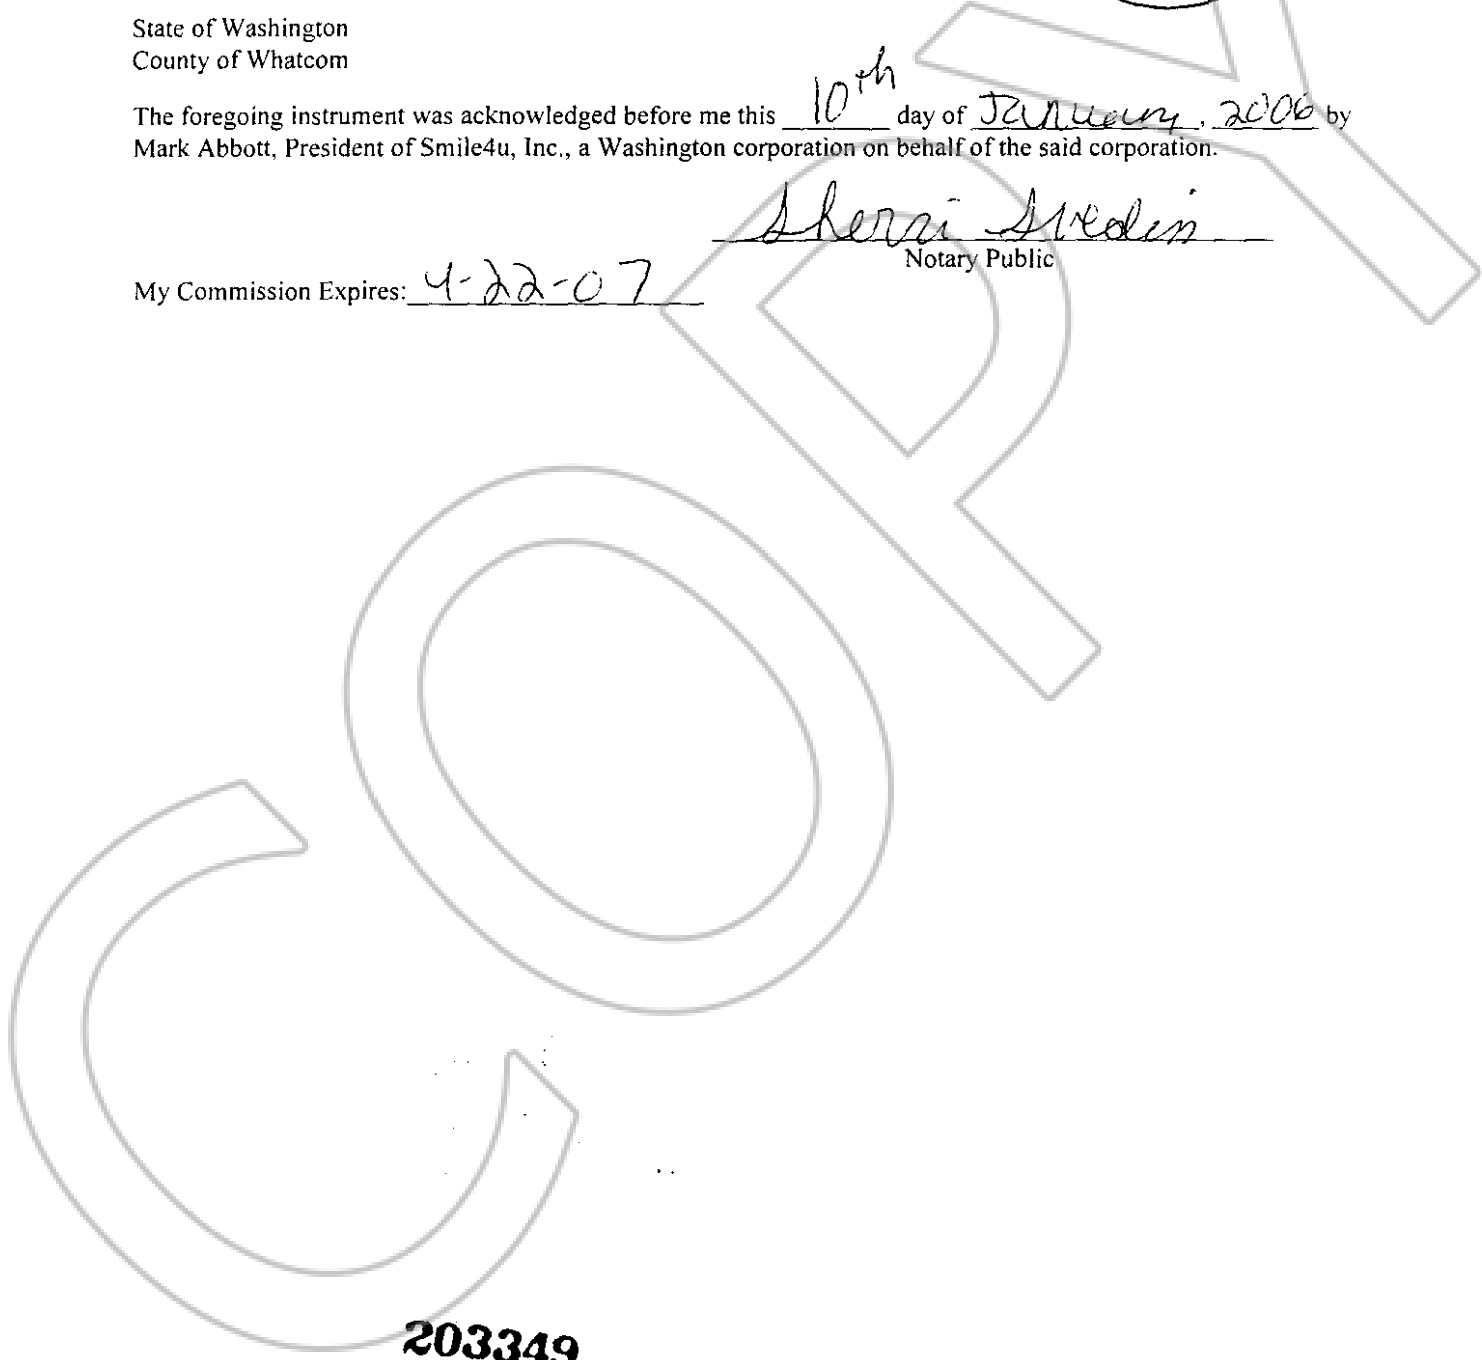 State of Washington
County of Whatcom
The foregoing instrument was acknowledged before me this 10th day of January, 2006 by
Mark Abbott, President of Smile4u, Inc., a Washington corporation on behalf of the said corporation.
Sherri Svedin
Notary Public
My Commission Expires: 4-22-07
COPY
203349